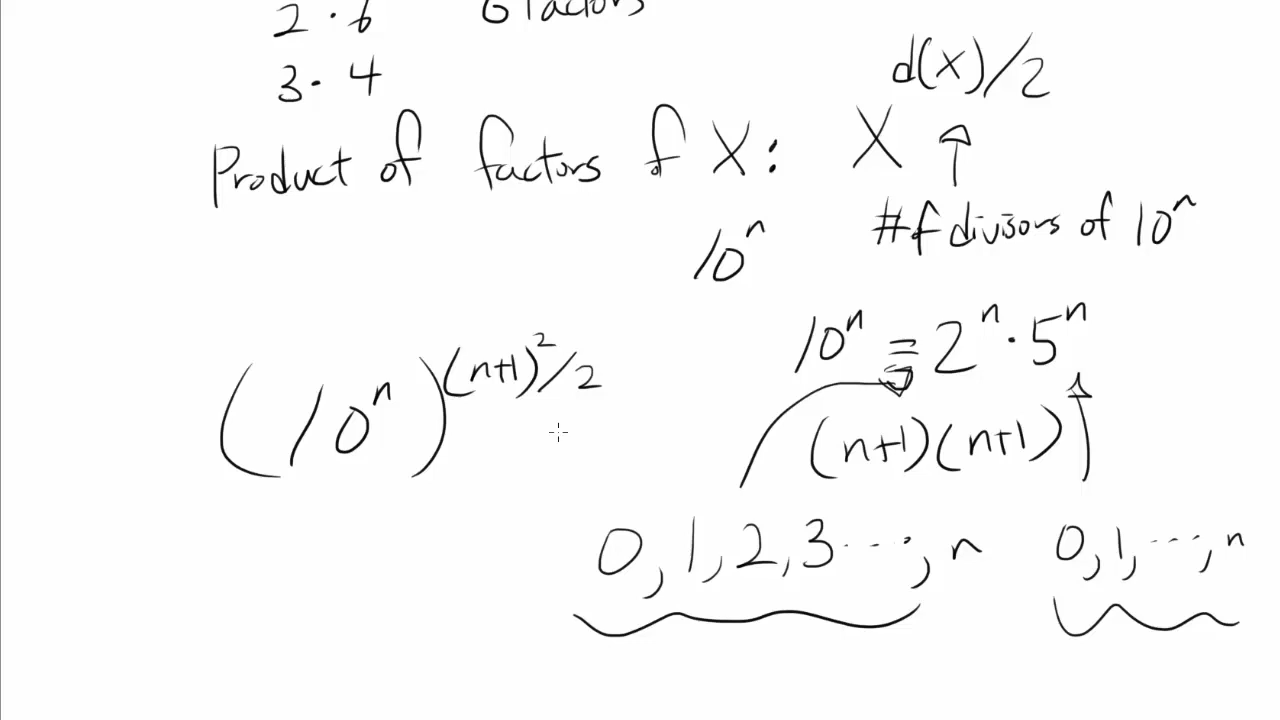 2 · 6 6 factors
3 · 4
d(x)/2
Product of factors of X: X
# of divisors of 10^n
10^n
10^n = 2^n · 5^n
(10^n)^(n+1)^2/2
(n+1)(n+1)
0, 1, 2, 3 ..., n 0, 1, ..., n